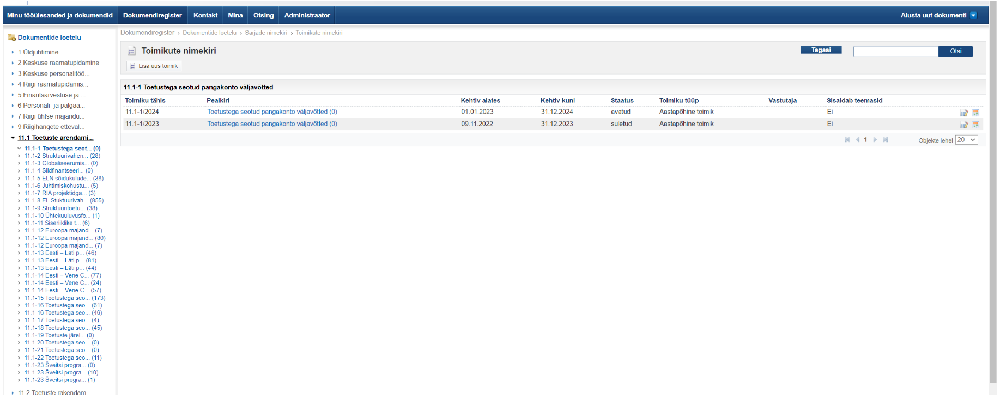 Minu tööülesanded ja dokumendid Dokumendiregister Kontakt Mina Otsing Administraator Alusta uut dokumenti
Dokumentide loetelu
1 Üldjuhtimine
2 Keskuse raamatupidamine
3 Keskuse personalitöö...
4 Riigi raamatupidamis...
5 Finantsarvestuse ja ...
6 Personali- ja palgaa...
7 Riigi ühtse majandu...
9 Riigihangete etteval...
11.1 Toetuste arendami...
11.1-1 Toetustega seot... (0)
11.1-2 Struktuurivahen... (28)
11.1-3 Globaliseerumis... (0)
11.1-4 Sildfinantseeri... (0)
11.1-5 ELN sõidukulude... (38)
11.1-6 Juhtimiskohustu... (5)
11.1-7 RIA projektidga... (3)
11.1-8 EL Stuktuurivah... (855)
11.1-9 Struktuuritoetu... (38)
11.1-10 Ühtekuuluvusfo... (1)
11.1-11 Siseriiklike t... (6)
11.1-12 Euroopa majand... (7)
11.1-12 Euroopa majand... (80)
11.1-12 Euroopa majand... (7)
11.1-13 Eesti – Läti p... (46)
11.1-13 Eesti – Läti p... (81)
11.1-13 Eesti – Läti p... (44)
11.1-14 Eesti – Vene C... (77)
11.1-14 Eesti – Vene C... (24)
11.1-14 Eesti – Vene C... (57)
11.1-15 Toetustega seo... (173)
11.1-16 Toetustega seo... (61)
11.1-16 Toetustega seo... (46)
11.1-17 Toetustega seo... (4)
11.1-18 Toetustega seo... (45)
11.1-19 Toetuste järel... (0)
11.1-20 Toetustega seo... (0)
11.1-21 Toetustega seo... (0)
11.1-22 Toetustega seo... (11)
11.1-23 Šveitsi progra... (0)
11.1-23 Šveitsi progra... (10)
11.1-23 Šveitsi progra... (1)
11.2 Toetuste rakendam
Dokumendiregister › Dokumentide loetelu › Sarjade nimekiri › Toimikute nimekiri
Toimikute nimekiri Tagasi Otsi
Lisa uus toimik
11.1-1 Toetustega seotud pangakonto väljavõtted
Toimiku tähis Pealkiri Kehtiv alates Kehtiv kuni Staatus Toimiku tüüp Vastutaja Sisaldab teemasid
11.1-1/2024 Toetustega seotud pangakonto väljavõtted (0) 01.01.2023 31.12.2024 avatud Aastapõhine toimik Ei
11.1-1/2023 Toetustega seotud pangakonto väljavõtted (0) 09.11.2022 31.12.2023 suletud Aastapõhine toimik Ei
1 Objekte lehel 20